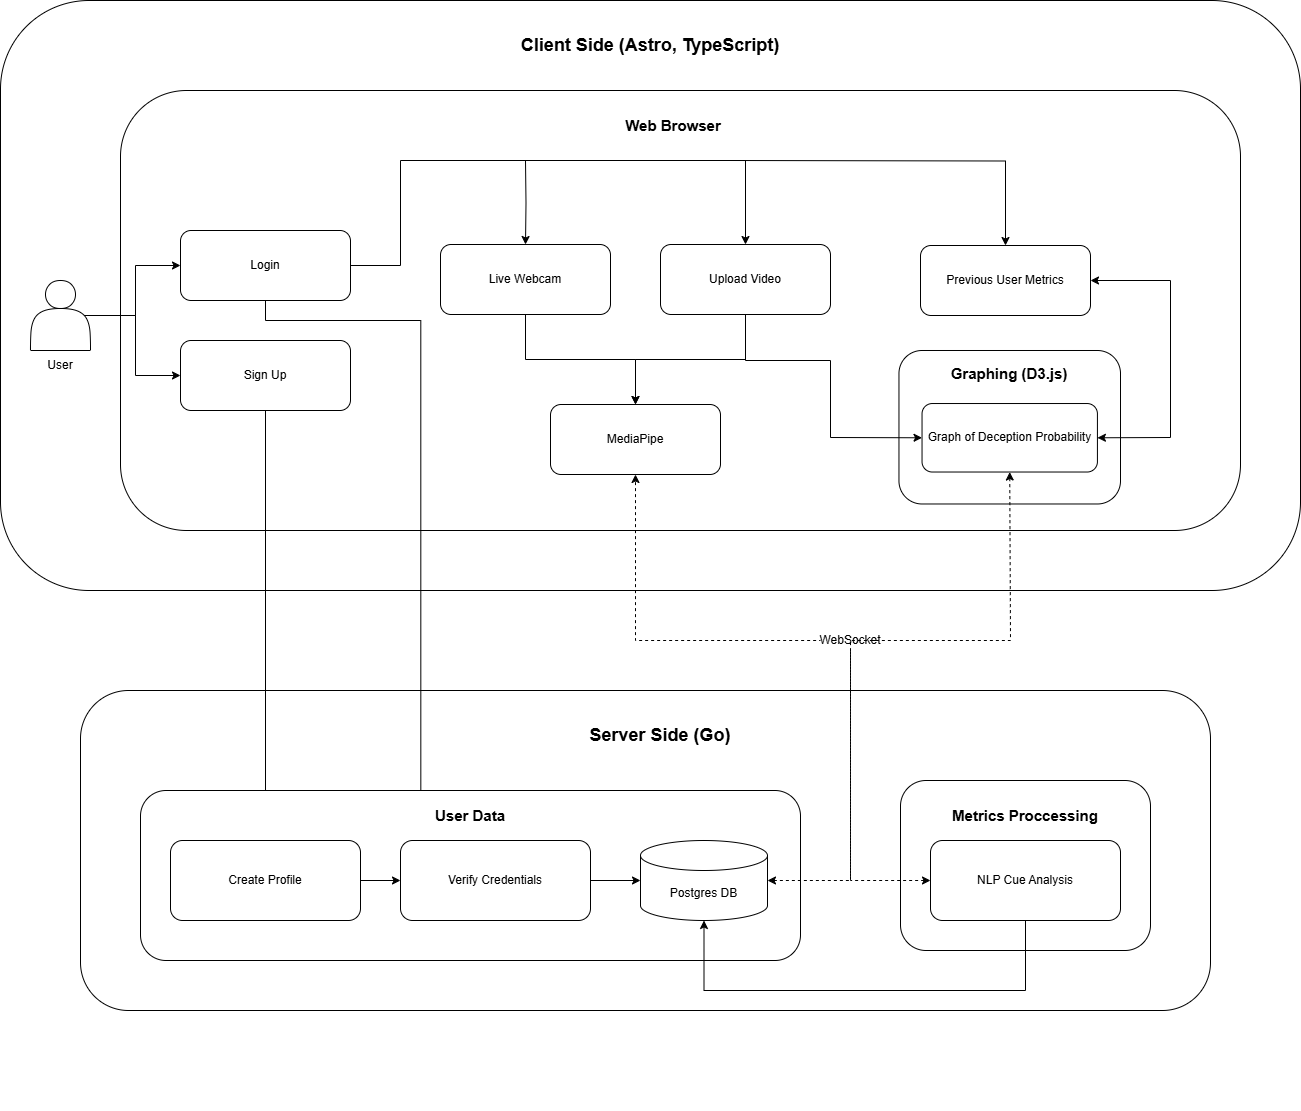 Client Side (Astro, TypeScript)
Web Browser
Login
Live Webcam
Upload Video
Previous User Metrics
User
Sign Up
Graphing (D3.js)
MediaPipe
Graph of Deception Probability
WebSocket
Server Side (Go)
User Data
Metrics Proccessing
Create Profile
Verify Credentials
Postgres DB
NLP Cue Analysis